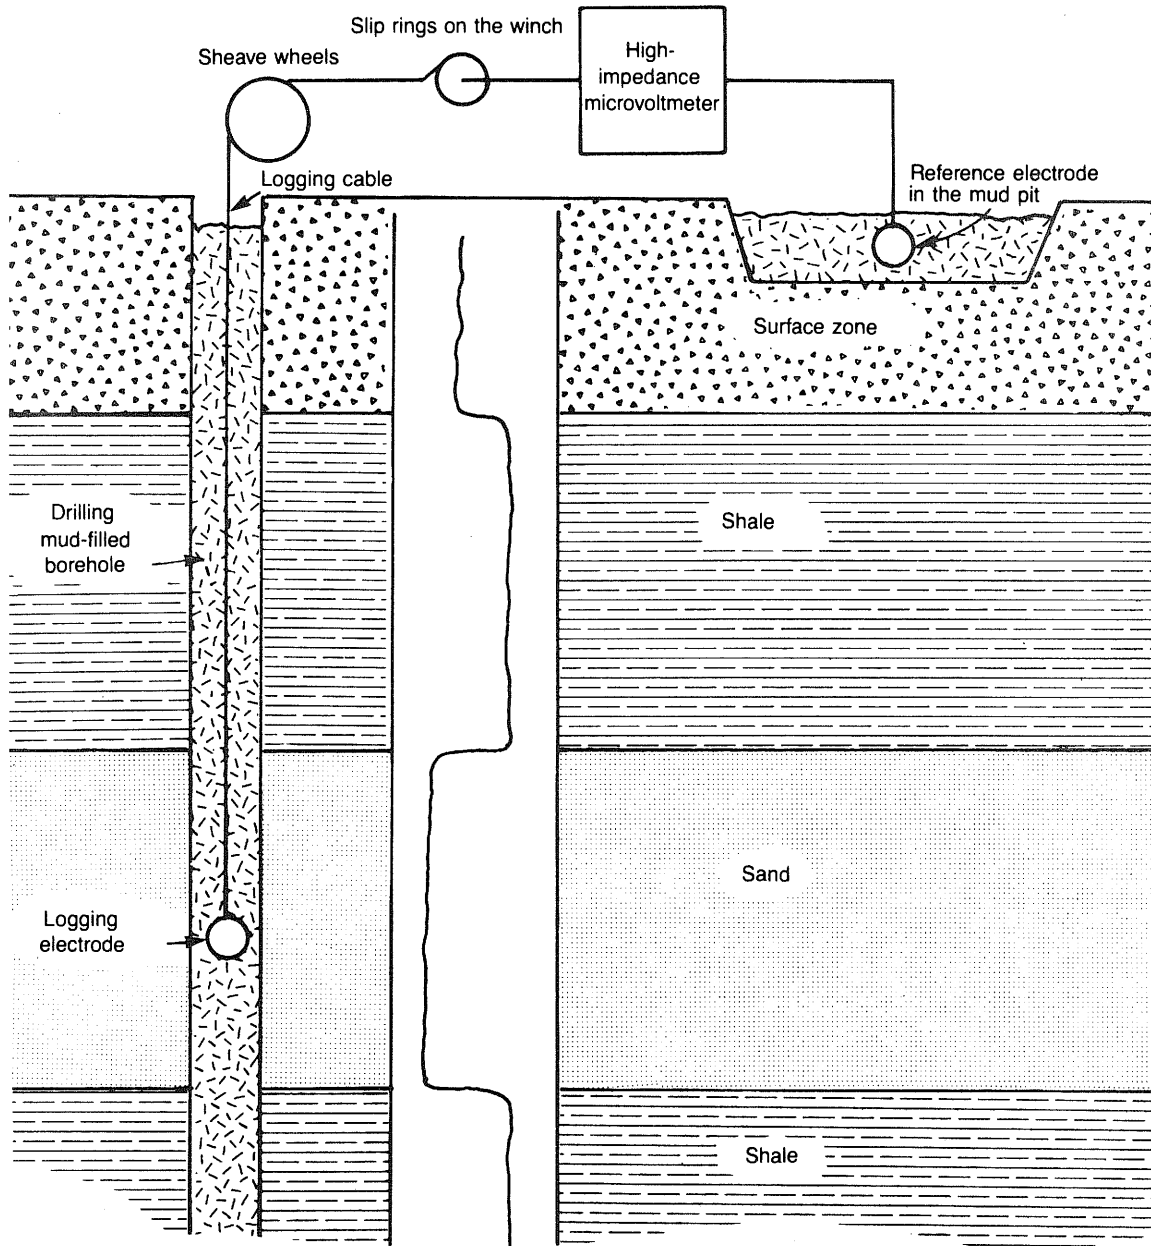 Slip rings on the winch
Sheave wheels
High-
impedance
microvoltmeter
Logging cable
Reference electrode
in the mud pit
Surface zone
Drilling
mud-filled
borehole
Shale
Sand
Logging
electrode
Shale